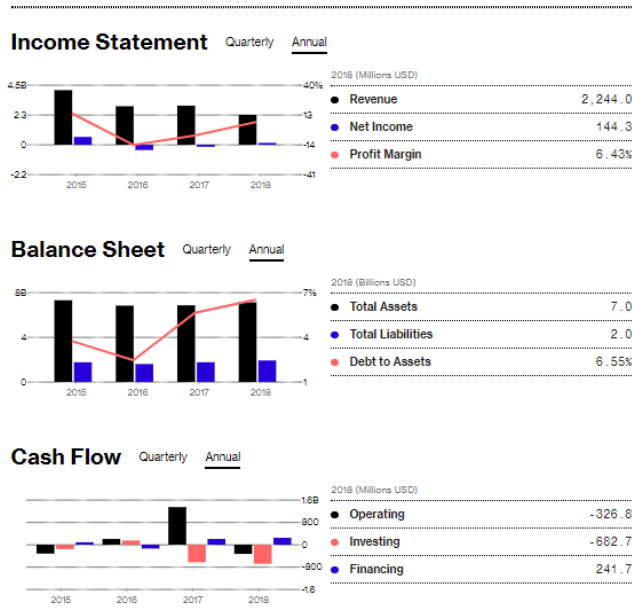 Income Statement Quarterly Annual
2018 (Millions USD)
4.5B 40%
Revenue 2,244.0
2.3 13
Net Income 144.3
0 -14
Profit Margin 6.43%
-2.2 -41
2015 2016 2017 2018
Balance Sheet Quarterly Annual
2018 (Billions USD)
8B 7%
Total Assets 7.0
4 4
Total Liabilities 2.0
Debt to Assets 6.55%
0 1
2015 2016 2017 2018
Cash Flow Quarterly Annual
2018 (Millions USD)
1.6B
Operating -326.8
800
0
Investing -682.7
-800
Financing 241.7
-1.6
2015 2016 2017 2018